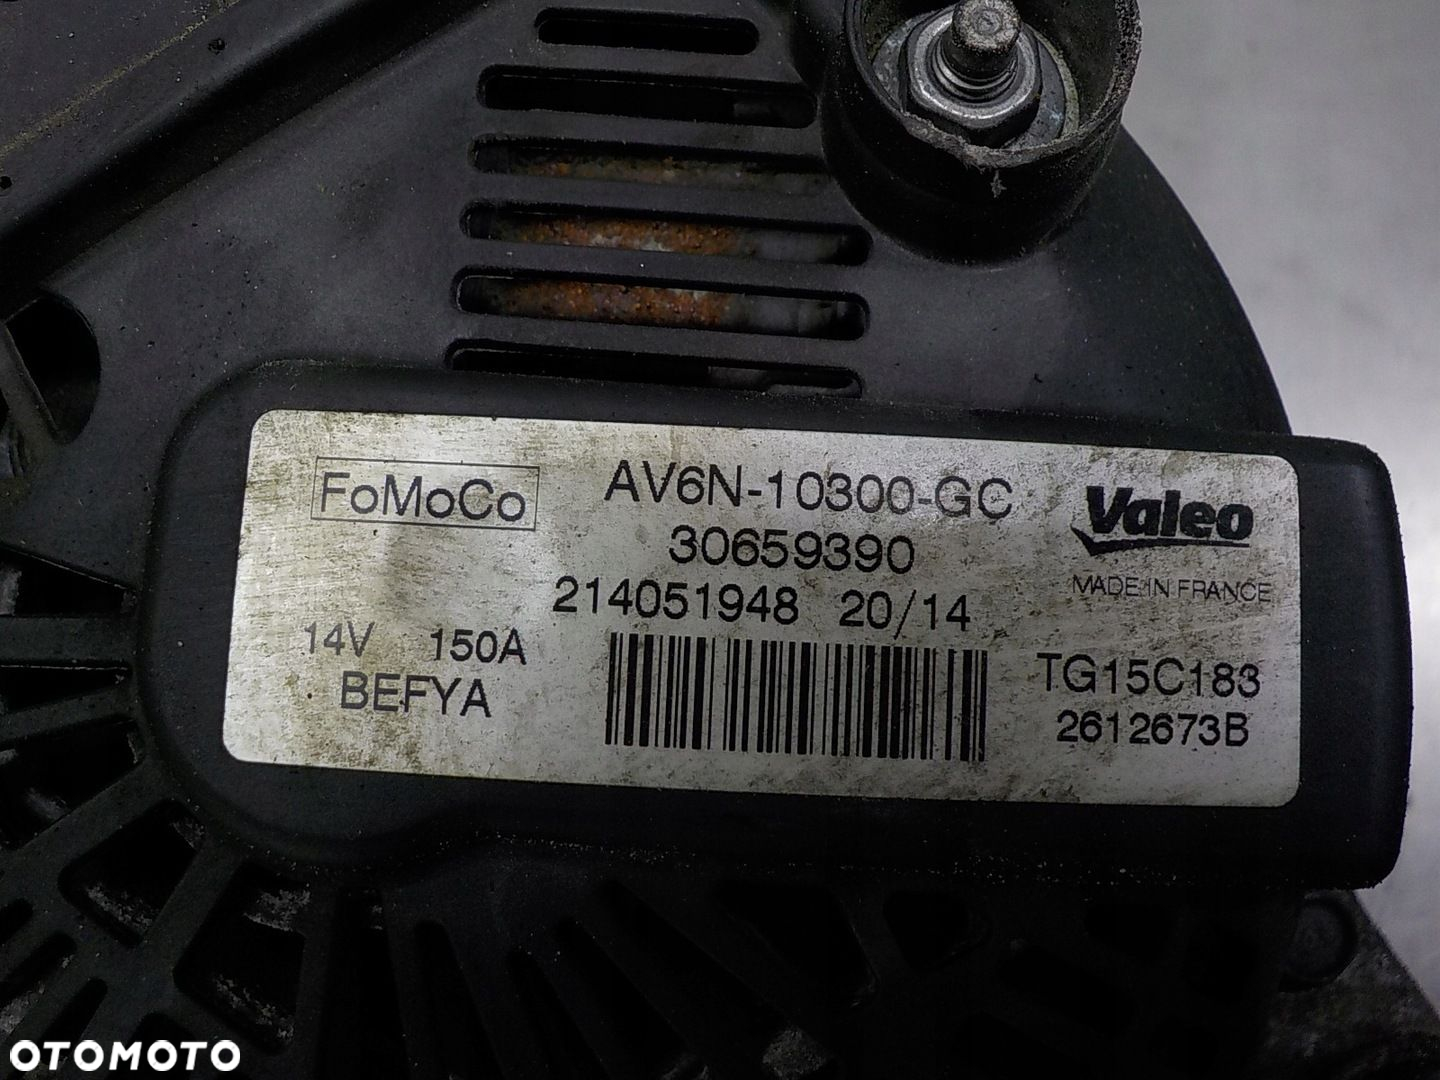 FoMoCo
AV6N-10300-GC
30659390
214051948 20/14
Valeo
MADE IN FRANCE
14V 150A
BEFYA
TG15C183
2612673B
OTOMOTO